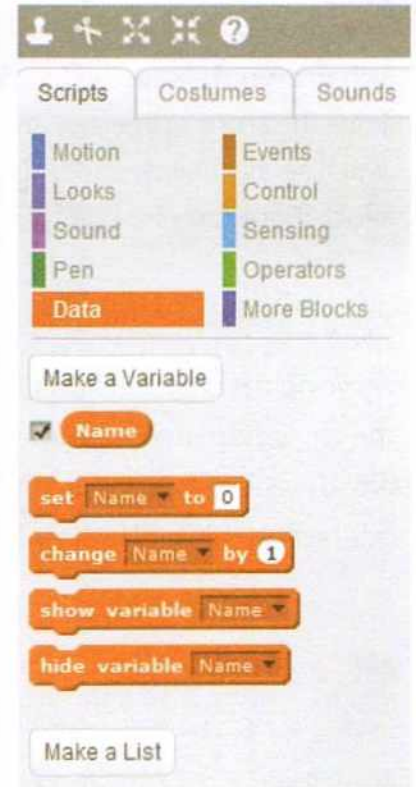 Scripts Costumes Sounds
Motion Events
Looks Control
Sound Sensing
Pen Operators
Data More Blocks
Make a Variable
Name
set Name to 0
change Name by 1
show variable Name
hide variable Name
Make a List